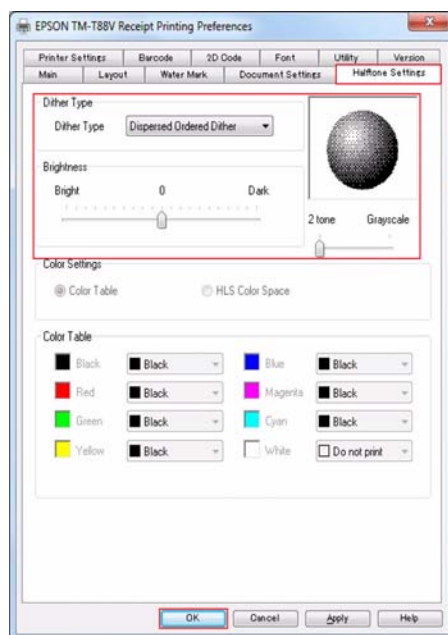 EPSON TM-T88V Receipt Printing Preferences
Printer Settings Barcode 2D Code Font Utility Version
Main Layout Water Mark Document Settings Halftone Settings
Dither Type
Dither Type Dispersed Ordered Dither
Brightness
Bright 0 Dark
2 tone Grayscale
Color Settings
Color Table HLS Color Space
Color Table
Black Black Blue Black
Red Black Magenta Black
Green Black Cyan Black
Yellow Black White Do not print
OK Cancel Apply Help